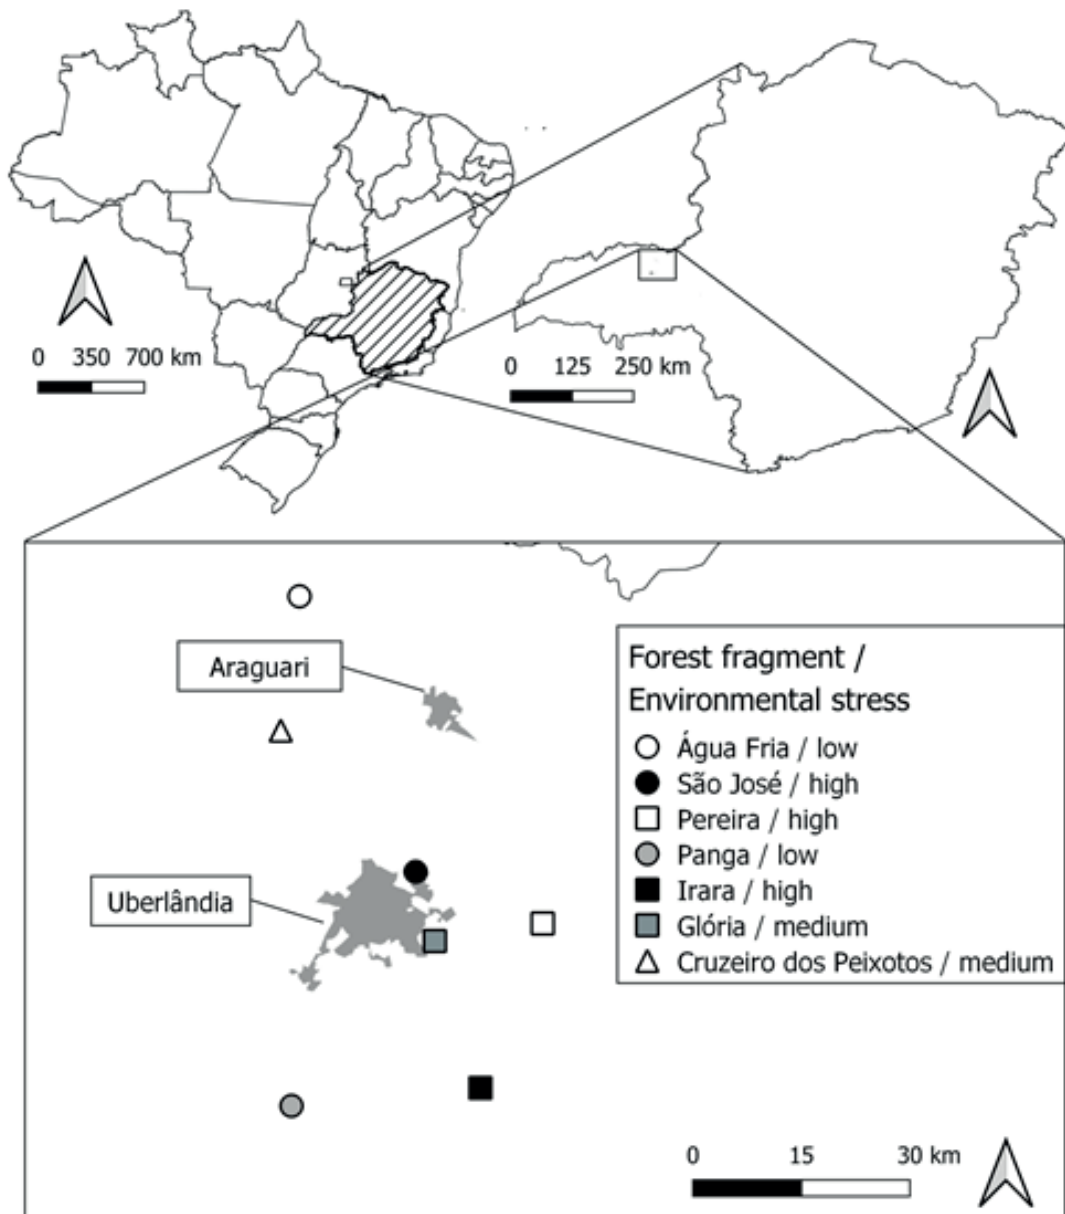 0 350 700 km
0 125 250 km
Araguari
Uberlândia
Forest fragment /
Environmental stress
Água Fria / low
São José / high
Pereira / high
Panga / low
Irara / high
Glória / medium
Cruzeiro dos Peixotos / medium
0 15 30 km